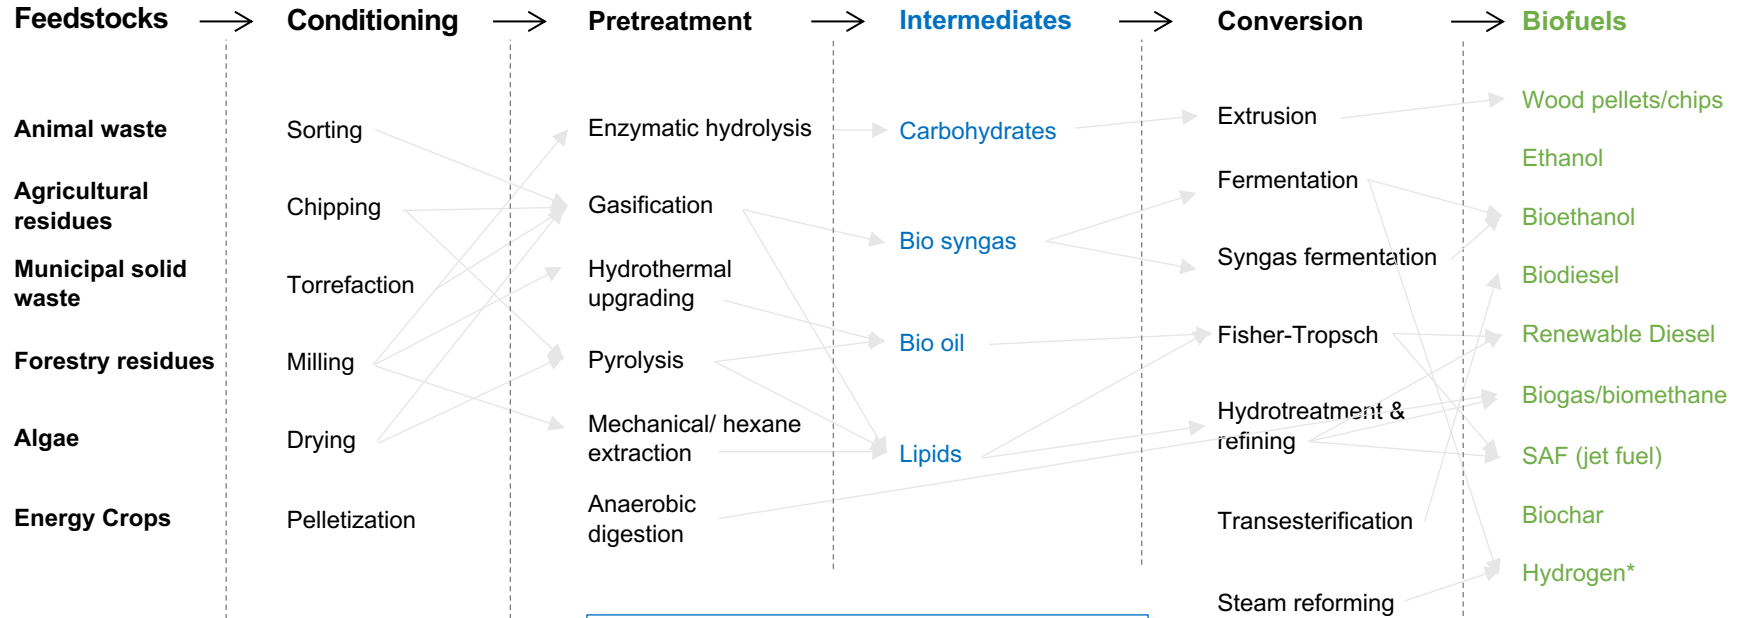 Feedstocks
Conditioning
Pretreatment
Intermediates
Conversion
Biofuels
Animal waste
Agricultural
residues
Municipal solid
waste
Forestry residues
Algae
Energy Crops
Sorting
Chipping
Torrefaction
Milling
Drying
Pelletization
Enzymatic hydrolysis
Gasification
Hydrothermal
upgrading
Pyrolysis
Mechanical/ hexane
extraction
Anaerobic
digestion
Carbohydrates
Bio syngas
Bio oil
Lipids
Extrusion
Fermentation
Syngas fermentation
Fisher-Tropsch
Hydrotreatment &
refining
Transesterification
Steam reforming
Wood pellets/chips
Ethanol
Bioethanol
Biodiesel
Renewable Diesel
Biogas/biomethane
SAF (jet fuel)
Biochar
Hydrogen*